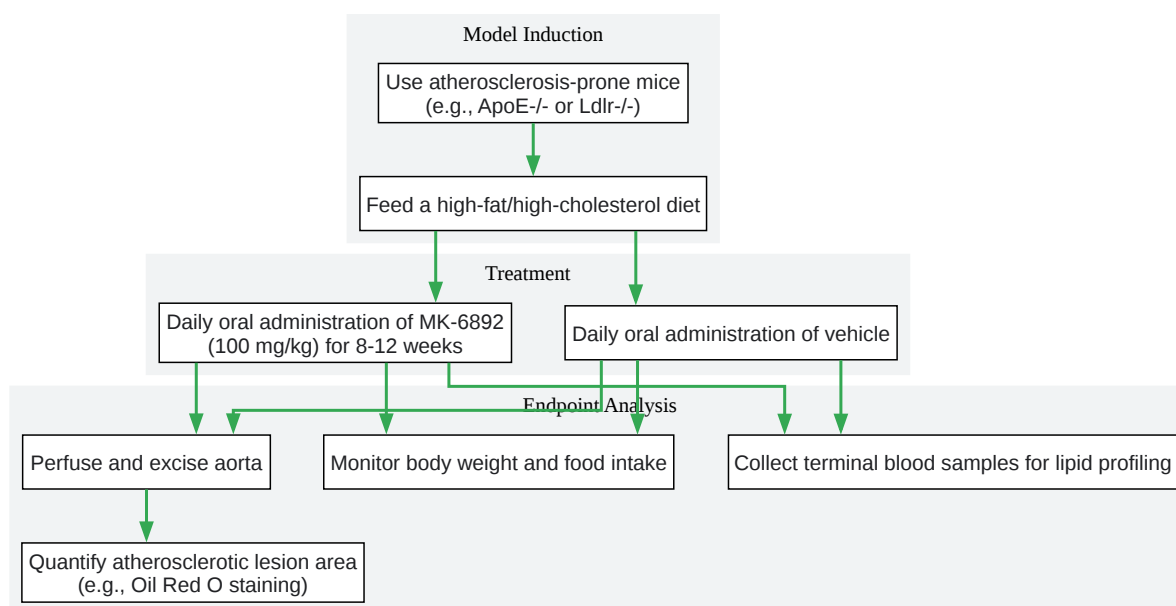 Model Induction
Use atherosclerosis-prone mice
(e.g., ApoE-/- or Ldlr-/-)
Feed a high-fat/high-cholesterol diet
Treatment
Daily oral administration of MK-6892
(100 mg/kg) for 8-12 weeks
Daily oral administration of vehicle
Endpoint Analysis
Perfuse and excise aorta
Monitor body weight and food intake
Collect terminal blood samples for lipid profiling
Quantify atherosclerotic lesion area
(e.g., Oil Red O staining)